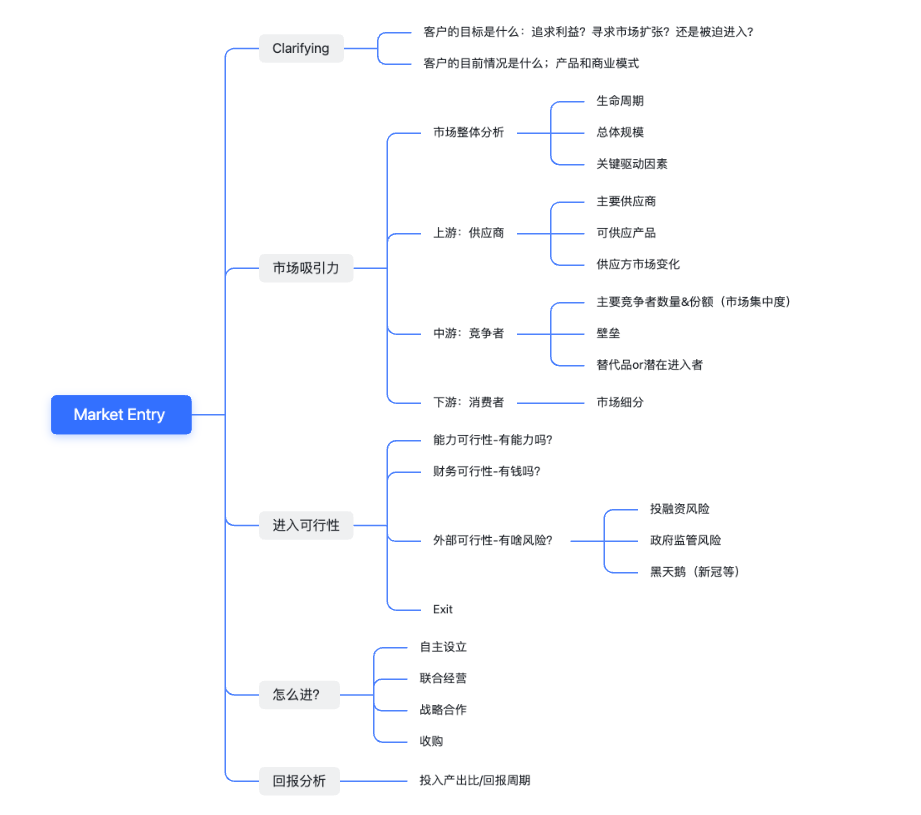 Clarifying
客户的目标是什么：追求利益？寻求市场扩张？还是被迫进入？
客户的目前情况是什么；产品和商业模式
市场吸引力
市场整体分析
生命周期
总体规模
关键驱动因素
上游：供应商
主要供应商
可供应产品
供应方市场变化
中游：竞争者
主要竞争者数量&份额（市场集中度）
壁垒
替代品or潜在进入者
下游：消费者
市场细分
Market Entry
进入可行性
能力可行性-有能力吗?
财务可行性-有钱吗?
外部可行性-有啥风险?
投融资风险
政府监管风险
黑天鹅（新冠等）
Exit
怎么进?
自主设立
联合经营
战略合作
收购
回报分析
投入产出比/回报周期